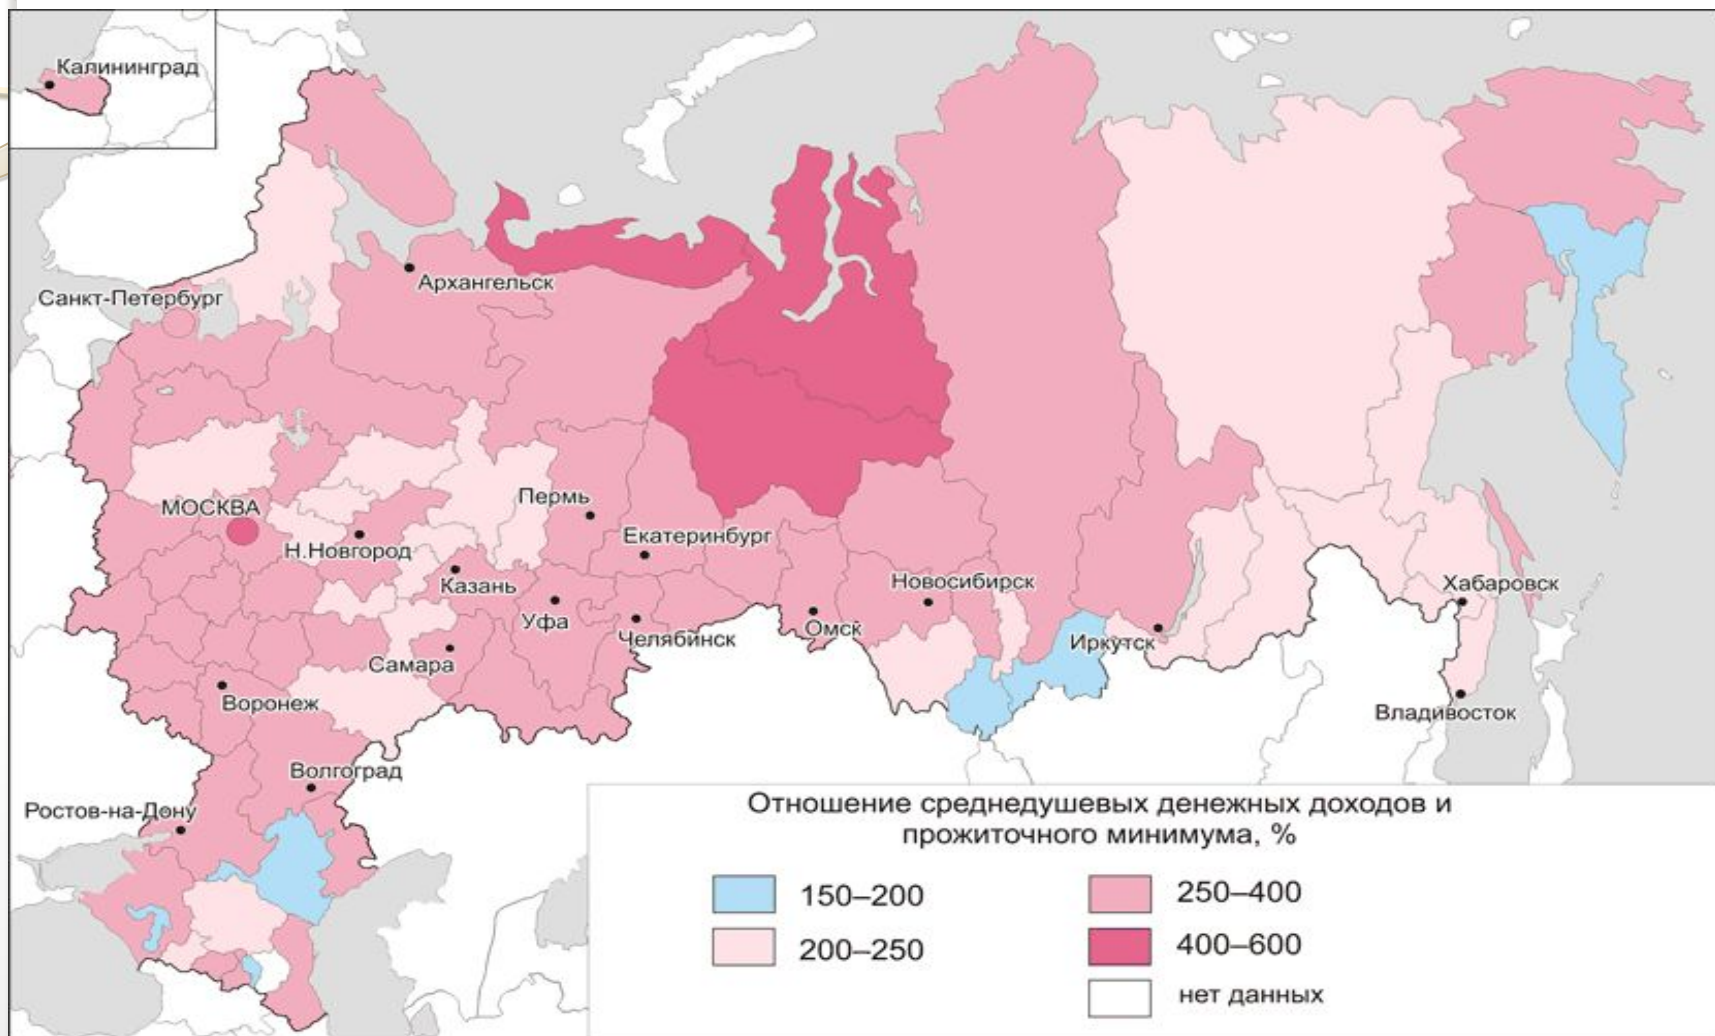 Калининград
Архангельск
Санкт-Петербург
МОСКВА
Пермь
Н.Новгород
Екатеринбург
Казань
Новосибирск
Хабаровск
Уфа
Челябинск
Омск
Иркутск
Самара
Воронеж
Владивосток
Волгоград
Ростов-на-Дону
Отношение среднедушевых денежных доходов и
прожиточного минимума, %
150–200
250–400
200–250
400–600
нет данных